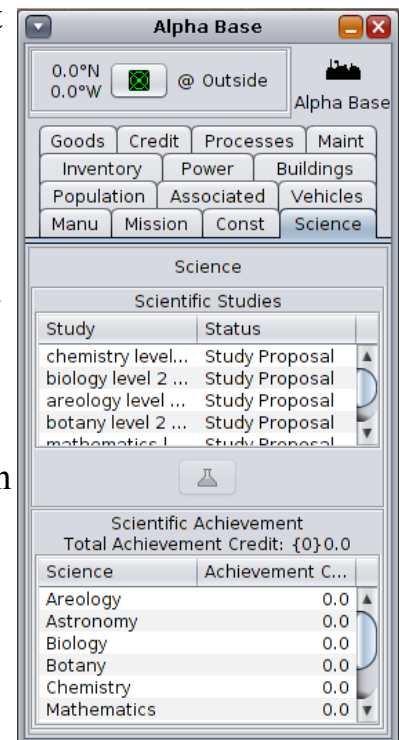 Alpha Base
0.0°N
0.0°W
@ Outside
Alpha Base
Goods Credit Processes Maint
Inventory Power Buildings
Population Associated Vehicles
Manu Mission Const Science
Science
Scientific Studies
Study Status
chemistry level... Study Proposal
biology level 2 ... Study Proposal
areology level ... Study Proposal
botany level 2 ... Study Proposal
mathematics l Study Proposal
Scientific Achievement
Total Achievement Credit: {0}0.0
Science Achievement C...
Areology 0.0
Astronomy 0.0
Biology 0.0
Botany 0.0
Chemistry 0.0
Mathematics 0.0